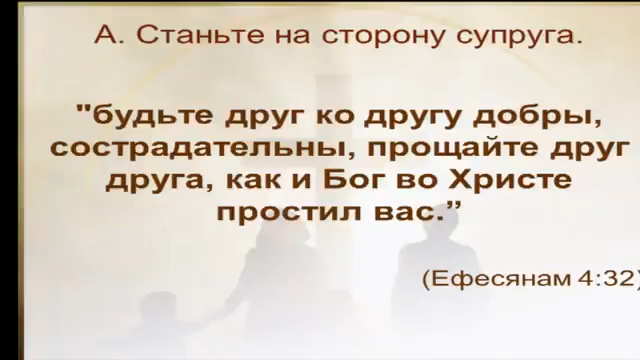 А. Станьте на сторону супруга.
"будьте друг ко другу добры,
сострадательны, прощайте друг
друга, как и Бог во Христе
простил вас.”
(Ефесянам 4:32)